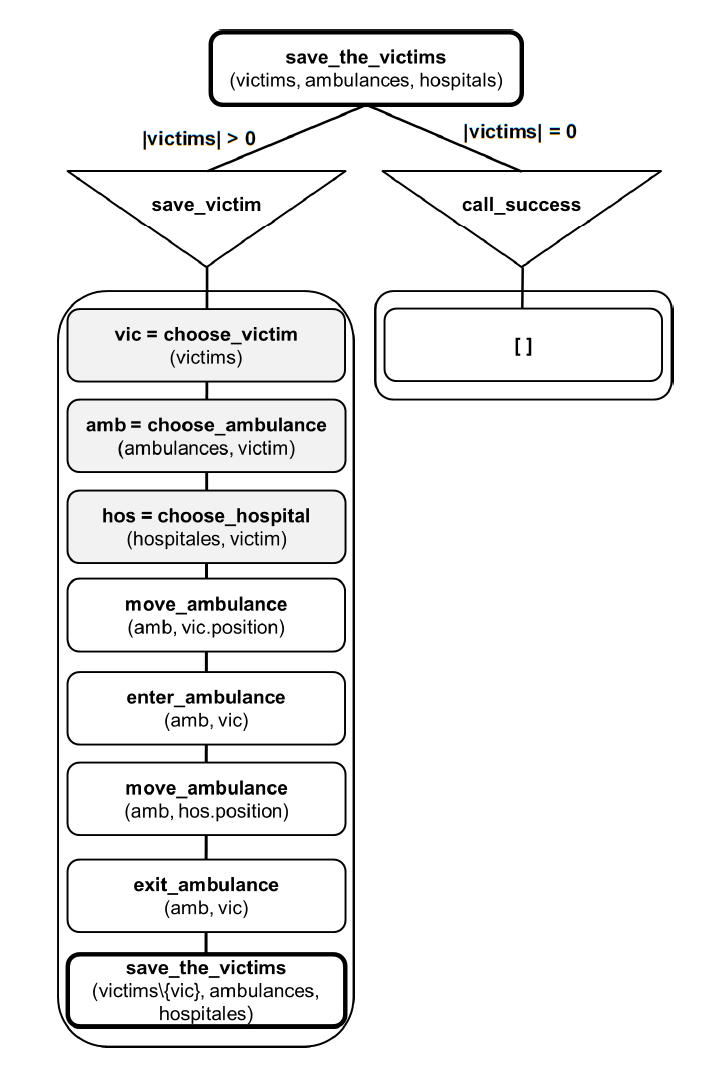 save_the_victims
(victims, ambulances, hospitals)
|victims| > 0
|victims| = 0
save_victim
call_success
vic = choose_victim
(victims)
[ ]
amb = choose_ambulance
(ambulances, victim)
hos = choose_hospital
(hospitales, victim)
move_ambulance
(amb, vic.position)
enter_ambulance
(amb, vic)
move_ambulance
(amb, hos.position)
exit_ambulance
(amb, vic)
save_the_victims
(victims\{vic}, ambulances,
hospitales)